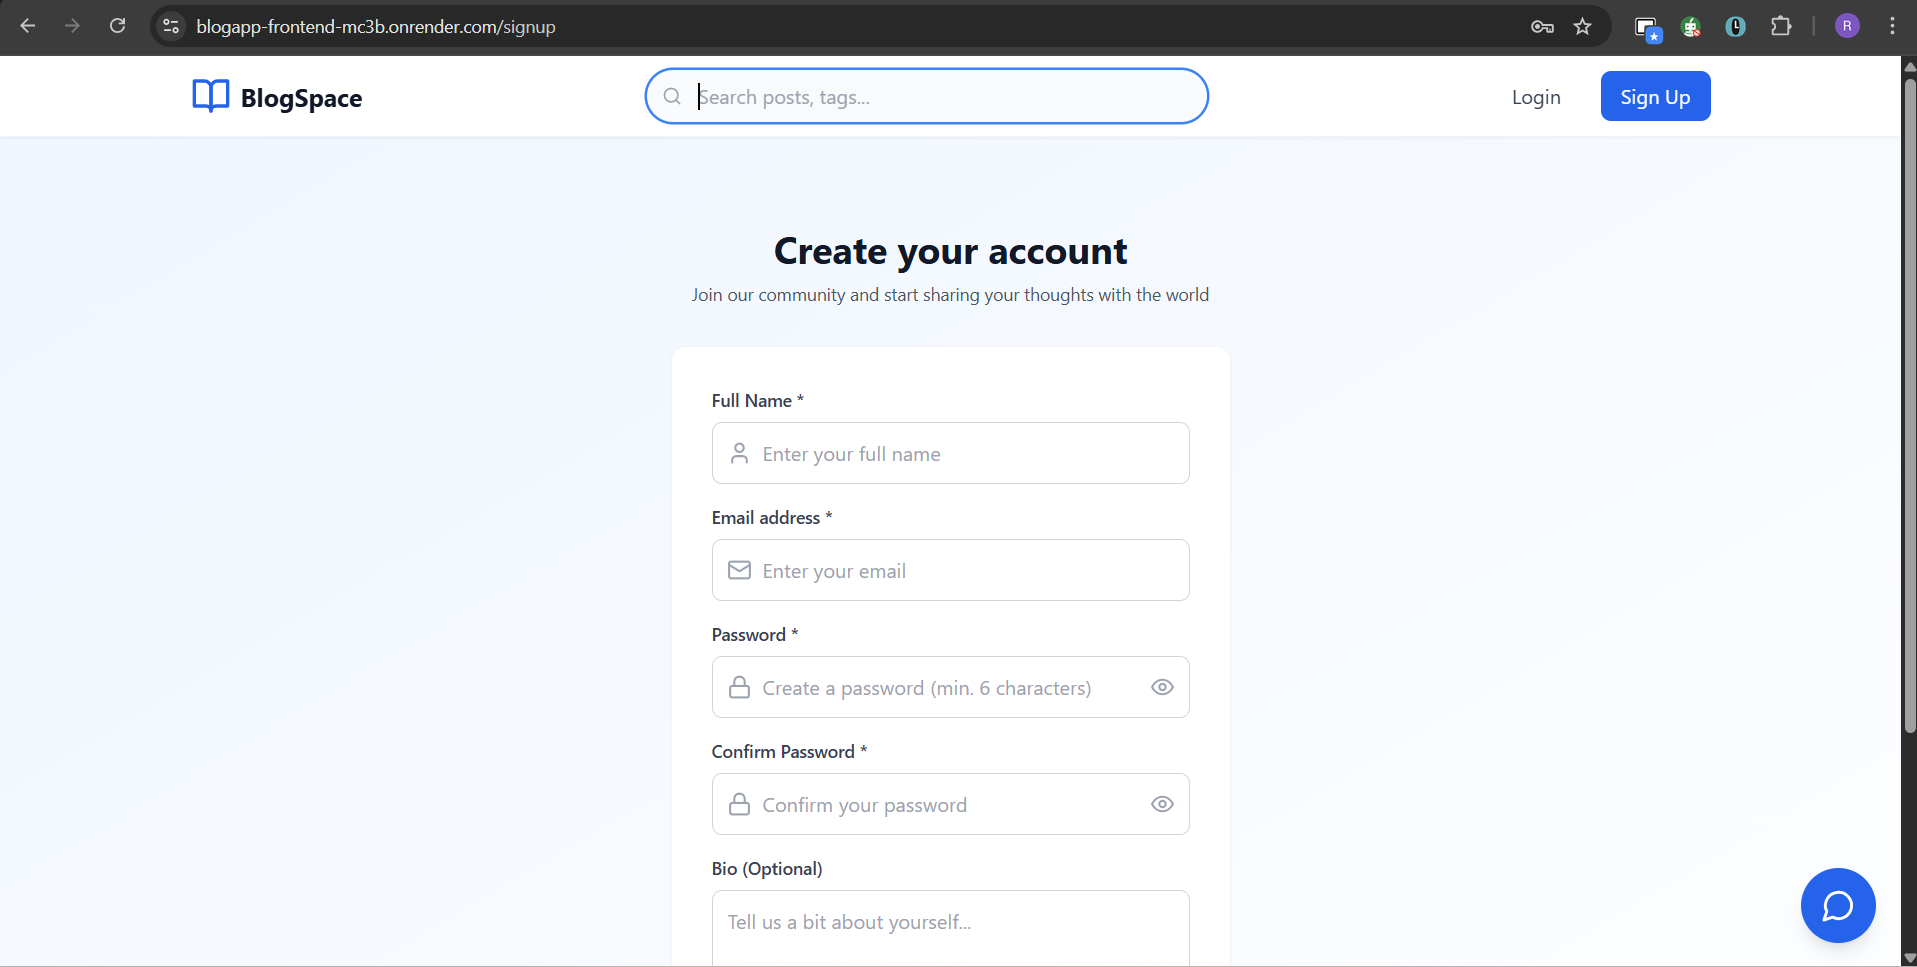 blogapp-frontend-mc3b.onrender.com/signup
R
BlogSpace
Search posts, tags...
Login
Sign Up
Create your account
Join our community and start sharing your thoughts with the world
Full Name *
Enter your full name
Email address *
Enter your email
Password *
Create a password (min. 6 characters)
Confirm Password *
Confirm your password
Bio (Optional)
Tell us a bit about yourself...